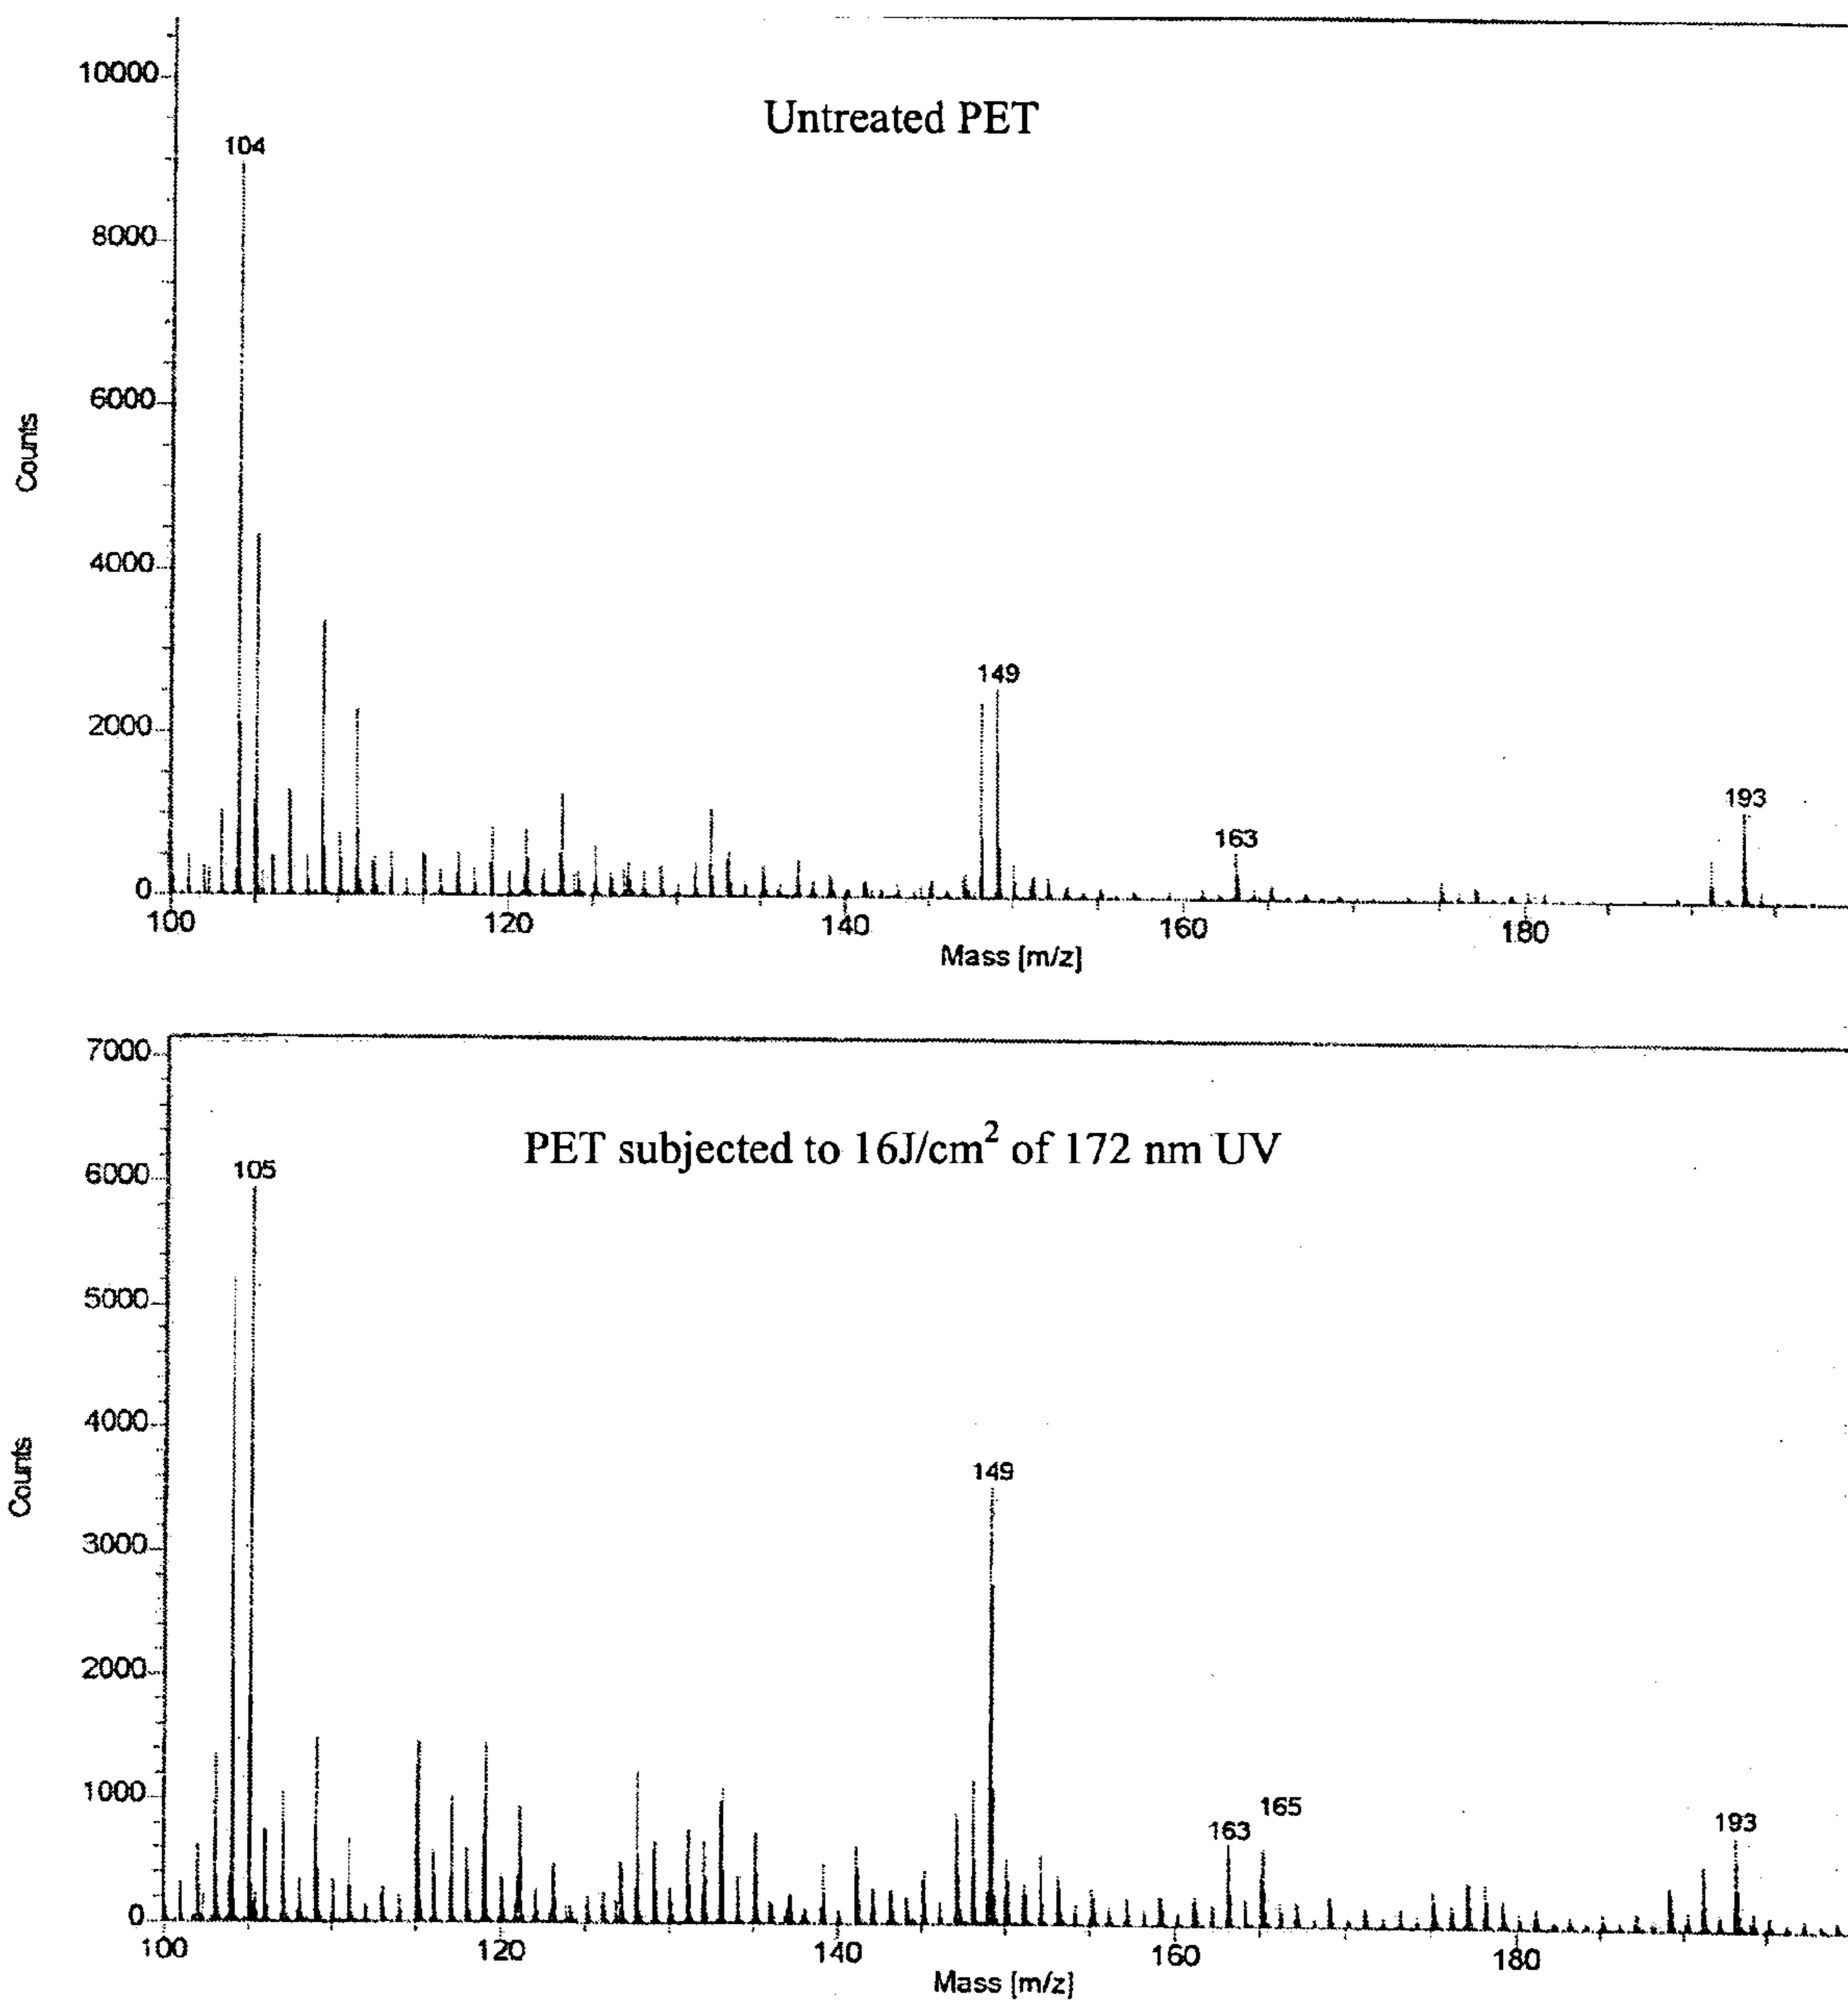 Untreated PET
10000
8000
6000
4000
2000
0
Counts
104
149
163
193
100 120 140 160 180
Mass [m/z]
PET subjected to 16J/cm² of 172 nm UV
7000
6000
5000
4000
3000
2000
1000
0
Counts
105
149
163
165
193
100 120 140 160 180
Mass [m/z]